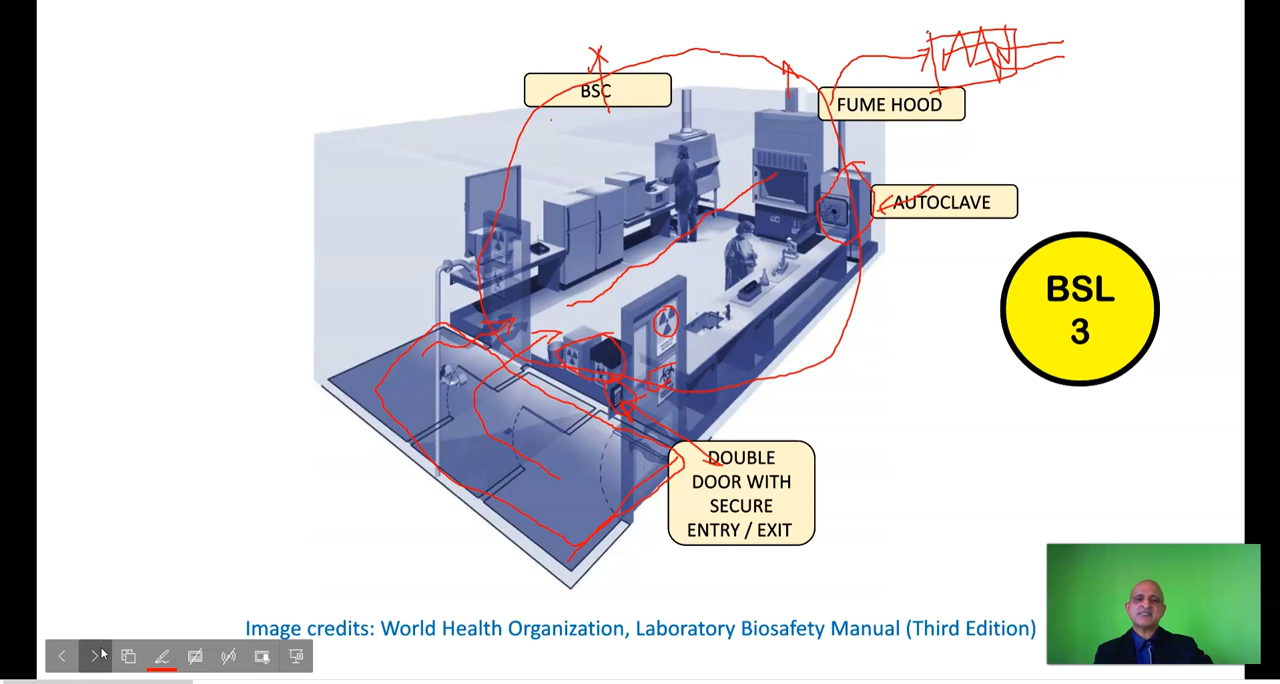 BSC
FUME HOOD
AUTOCLAVE
BSL
3
DOUBLE
DOOR WITH
SECURE
ENTRY / EXIT
Image credits: World Health Organization, Laboratory Biosafety Manual (Third Edition)